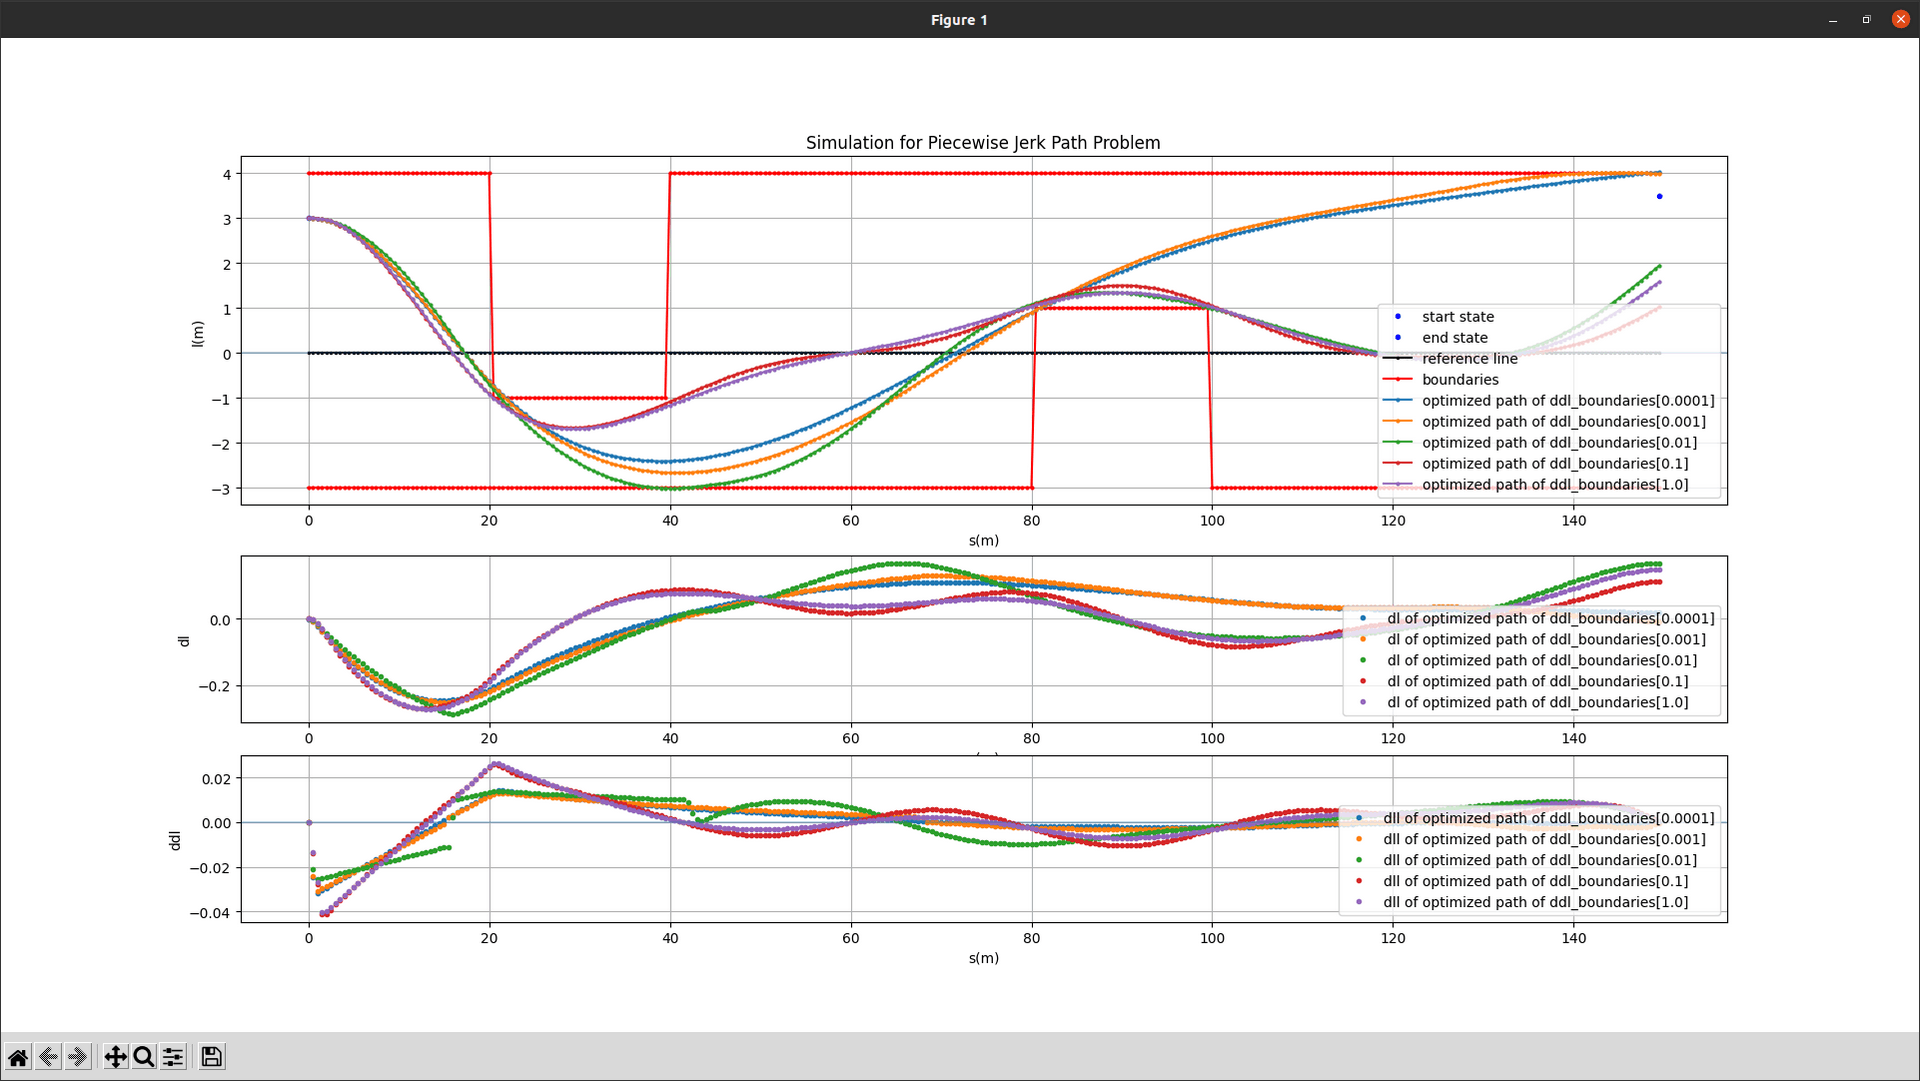 Figure 1
Simulation for Piecewise Jerk Path Problem
4
3
2
1
0
−1
−2
−3
l(m)
0 20 40 60 80 100 120 140
s(m)
start state
end state
reference line
boundaries
optimized path of ddl_boundaries[0.0001]
optimized path of ddl_boundaries[0.001]
optimized path of ddl_boundaries[0.01]
optimized path of ddl_boundaries[0.1]
optimized path of ddl_boundaries[1.0]
0.0
−0.2
dl
0 20 40 60 80 100 120 140
dl of optimized path of ddl_boundaries[0.0001]
dl of optimized path of ddl_boundaries[0.001]
dl of optimized path of ddl_boundaries[0.01]
dl of optimized path of ddl_boundaries[0.1]
dl of optimized path of ddl_boundaries[1.0]
0.02
0.00
−0.02
−0.04
ddl
0 20 40 60 80 100 120 140
s(m)
dll of optimized path of ddl_boundaries[0.0001]
dll of optimized path of ddl_boundaries[0.001]
dll of optimized path of ddl_boundaries[0.01]
dll of optimized path of ddl_boundaries[0.1]
dll of optimized path of ddl_boundaries[1.0]